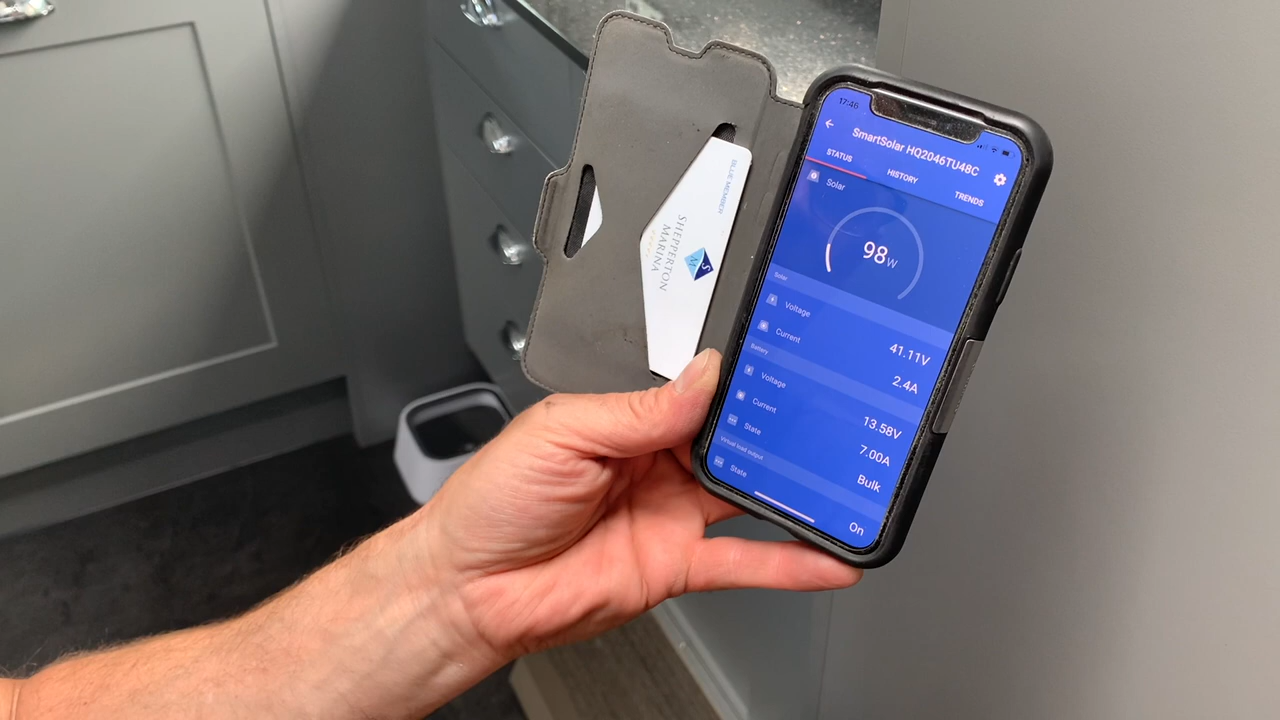 BLUE MEMBER
SHEPPERTON
MARINA
S
M
17:46
SmartSolar HQ2046TU48C
STATUS
HISTORY
TRENDS
Solar
98W
Solar
Voltage
41.11V
Current
2.4A
Battery
Voltage
13.58V
Current
7.00A
State
Bulk
Virtual load output
State
On